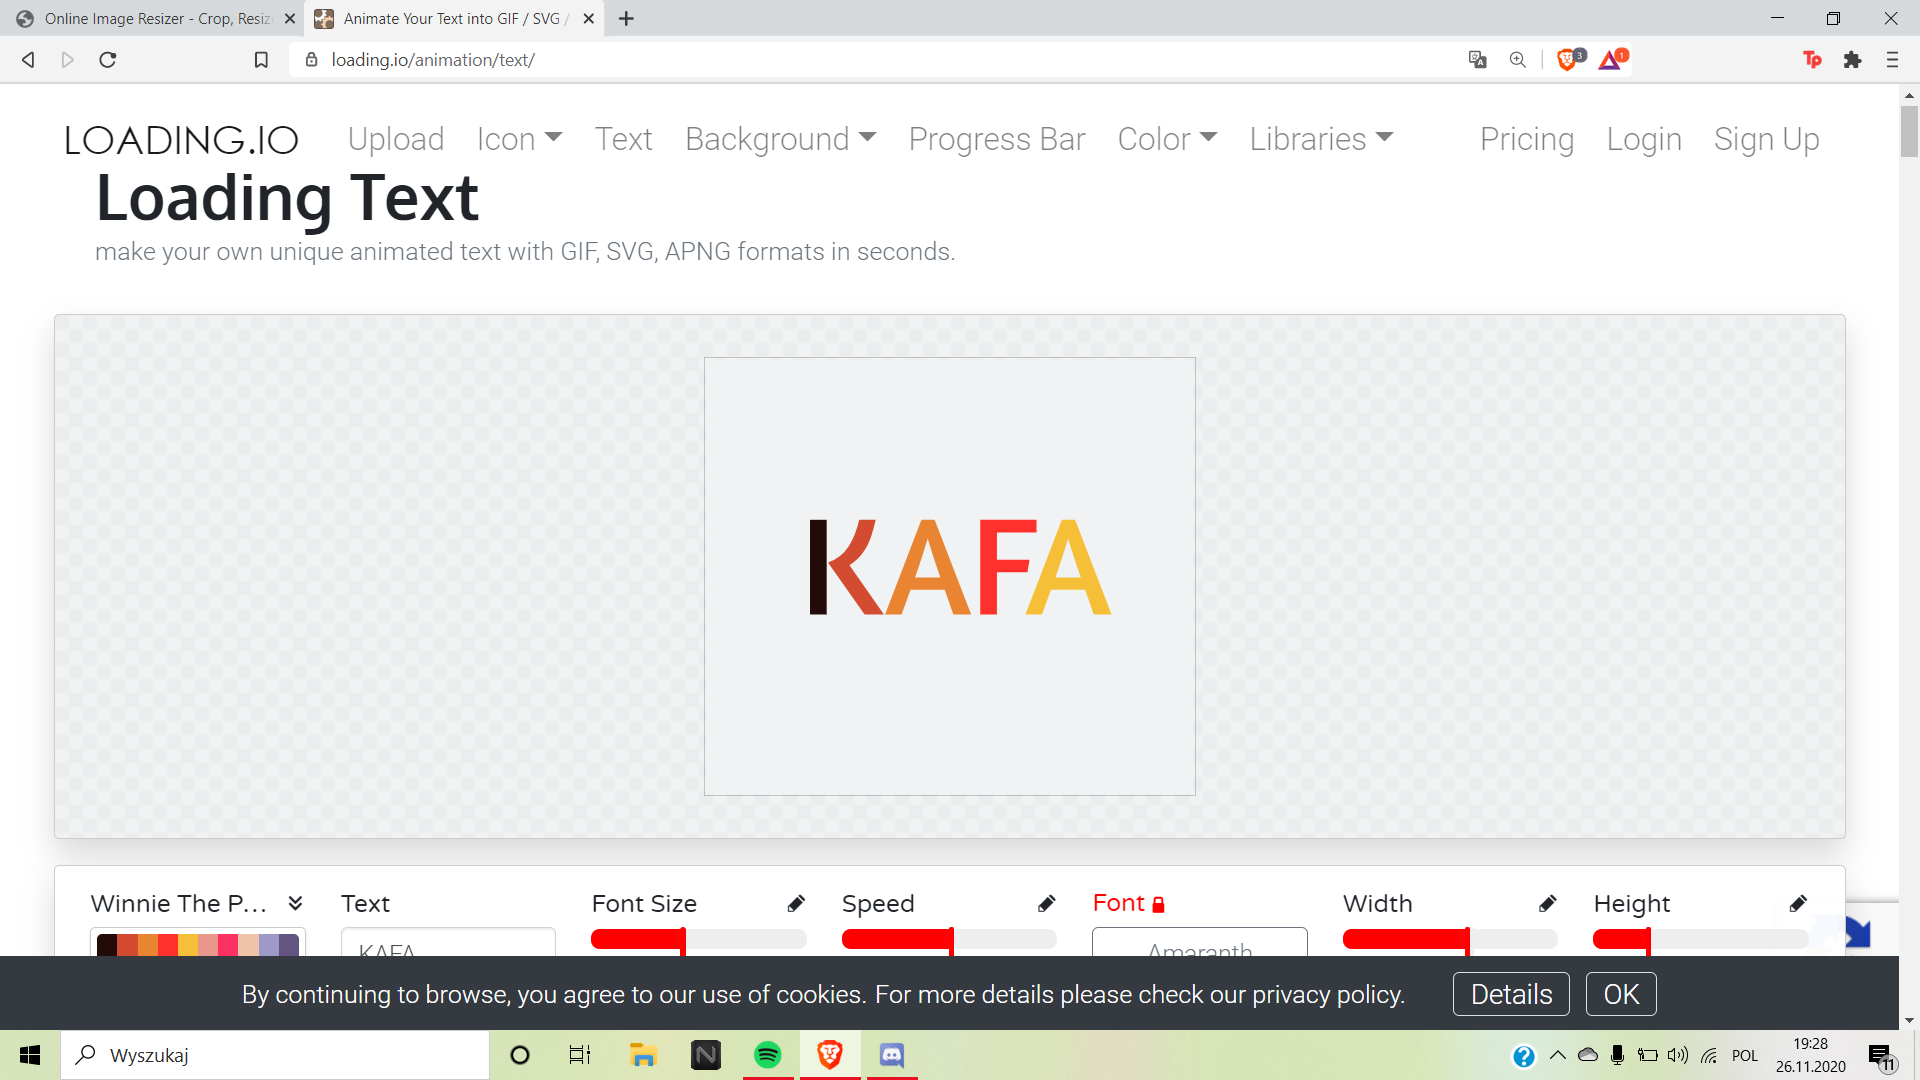 Online Image Resizer - Crop, Resiz
Animate Your Text into GIF / SVG /
loading.io/animation/text/
3
1
Tp
LOADING.IO
Upload
Icon
Text
Background
Progress Bar
Color
Libraries
Pricing
Login
Sign Up
Loading Text
make your own unique animated text with GIF, SVG, APNG formats in seconds.
KAFA
Winnie The P...
Text
Font Size
Speed
Font
Width
Height
KAFA
Amaranth
By continuing to browse, you agree to our use of cookies. For more details please check our privacy policy.
Details
OK
Wyszukaj
POL
19:28
26.11.2020
11